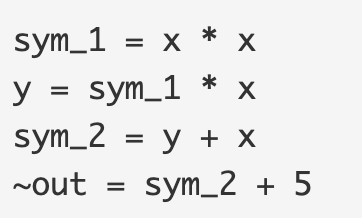 sym_1 = x * x
y = sym_1 * x
sym_2 = y + x
~out = sym_2 + 5